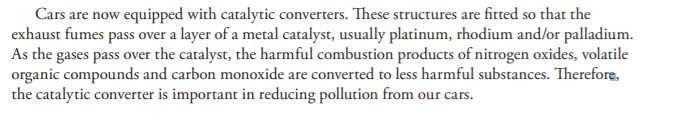 Cars are now equipped with catalytic converters. These structures are fitted so that the
exhaust fumes pass over a layer of a metal catalyst, usually platinum, rhodium and/or palladium.
As the gases pass over the catalyst, the harmful combustion products of nitrogen oxides, volatile
organic compounds and carbon monoxide are converted to less harmful substances. Therefore,
the catalytic converter is important in reducing pollution from our cars.